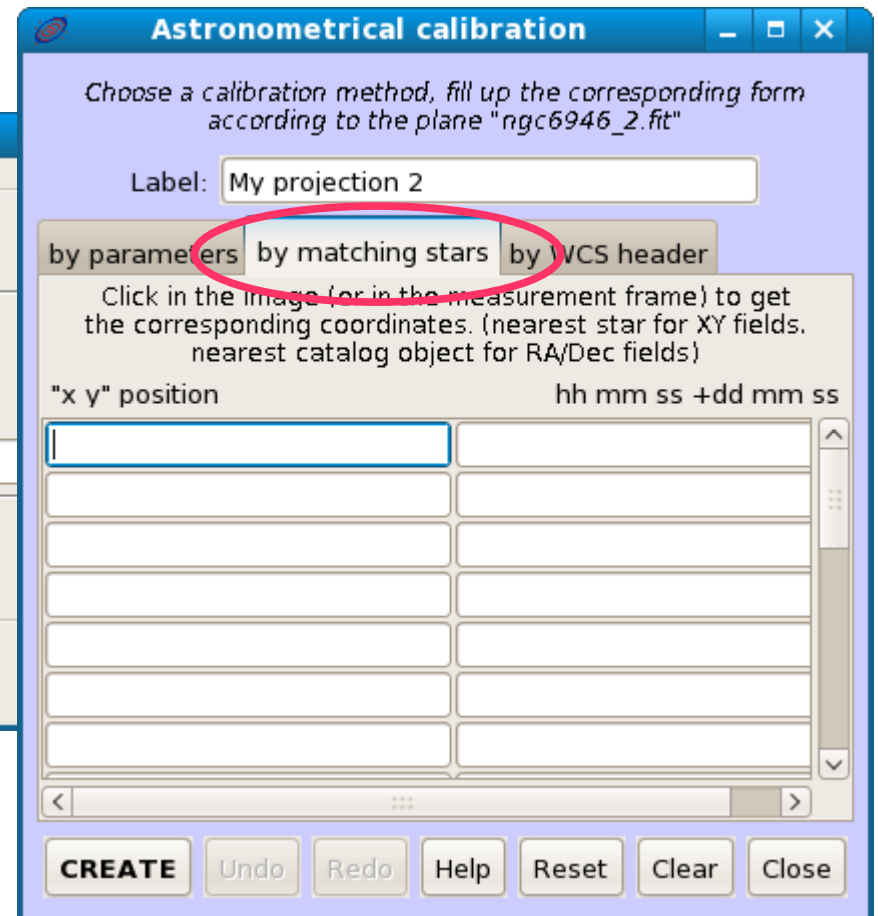 Astronometrical calibration
Choose a calibration method, fill up the corresponding form
according to the plane "ngc6946_2.fit"
Label: My projection 2
by parameters by matching stars by WCS header
Click in the image (or in the measurement frame) to get
the corresponding coordinates. (nearest star for XY fields.
nearest catalog object for RA/Dec fields)
"x y" position hh mm ss +dd mm ss
CREATE Undo Redo Help Reset Clear Close